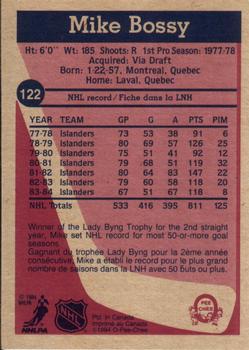 Mike Bossy
Ht: 6'0" Wt: 185 Shoots: R 1st Pro Season: 1977-78
Acquired: Via Draft
Born: 1-22-57, Montreal, Quebec
Home: Laval, Quebec
122
NHL record/Fiche dans la LNH
YEAR TEAM GP G A PTS PIM
77-78 Islanders 73 53 38 91 6
78-79 Islanders 80 69 57 126 25
79-80 Islanders 75 51 41 92 12
80-81 Islanders 79 68 51 119 32
81-82 Islanders 80 64 83 147 22
82-83 Islanders 79 60 58 118 20
83-84 Islanders 67 51 67 118 8
NHL Totals 533 416 395 811 125
Winner of the Lady Byng Trophy for the 2nd straight
year, Mike set NHL record for most 50-or-more goal
seasons.
Gagnant du trophée Lady Byng pour la 2ème année
consécutive, Mike a établi le record pour le plus grand
nombre de saisons dans la LNH avec 50 buts ou plus.
© 1984
NHLPA
NHLPA
NHL
Ptd. in Canada
Imprimé au Canada
©1984 O-Pee-Chee
O
PEE
CHEE